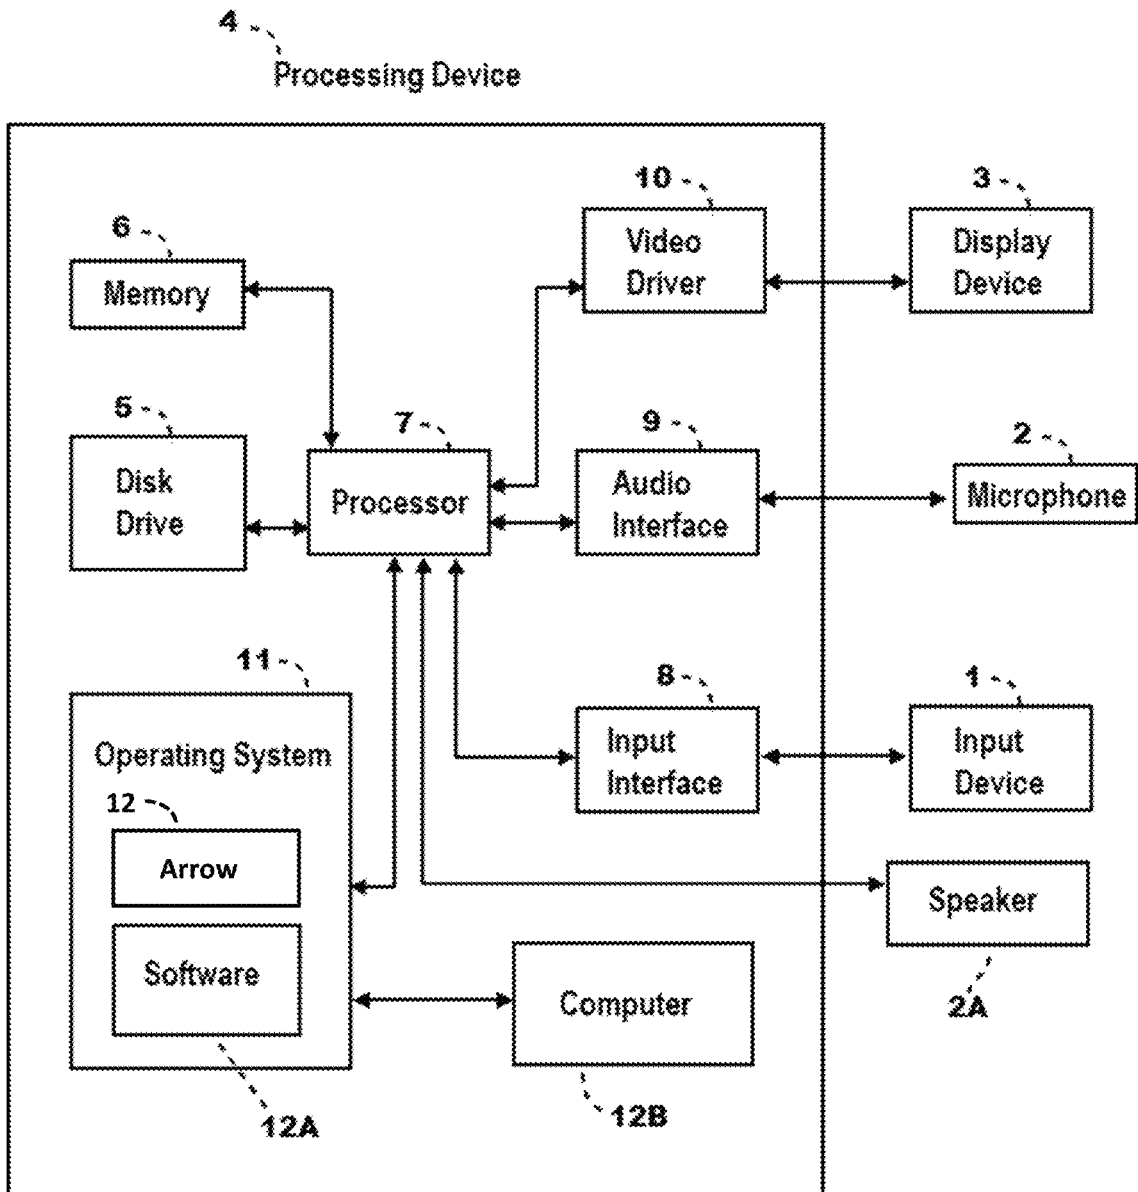 4
Processing Device
10
3
6
Video
Driver
Display
Device
Memory
5
7
9
2
Disk
Drive
Processor
Audio
Interface
Microphone
11
8
1
Operating System
Input
Interface
Input
Device
12
Arrow
Speaker
Software
Computer
2A
12A
12B